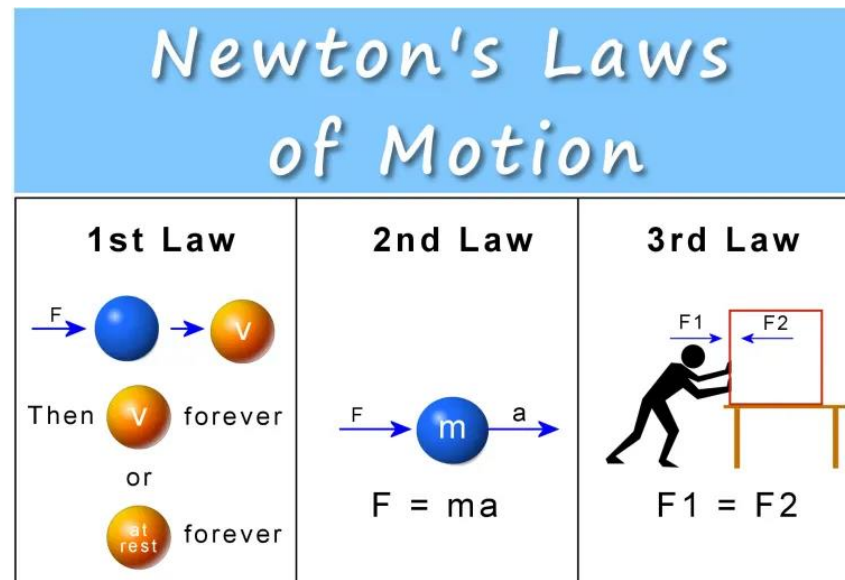 Newton's Laws
of Motion
1st Law
F
v
Then v forever
or
at
rest forever
2nd Law
F m a
F = ma
3rd Law
F1 F2
F1 = F2